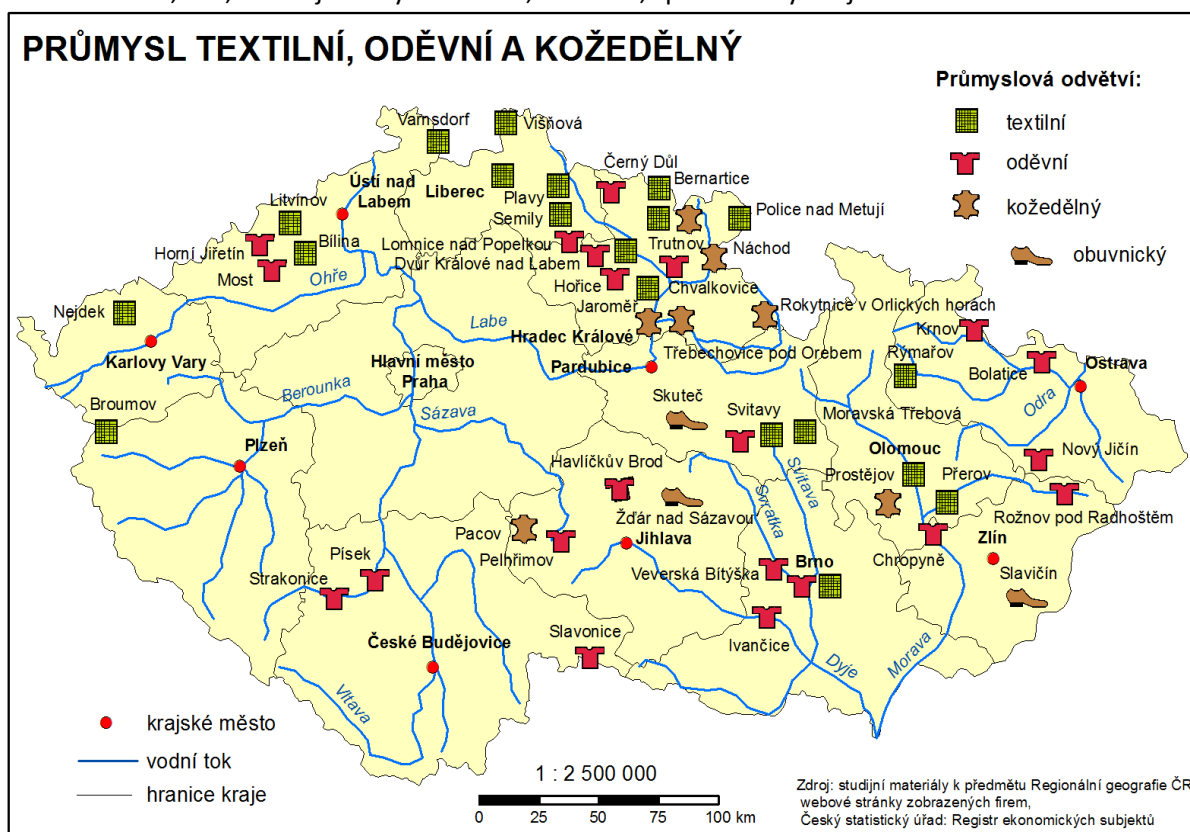 PRŮMYSL TEXTILNÍ, ODĚVNÍ A KOŽEDĚLNÝ
Průmyslová odvětví:
textilní
oděvní
kožedělný
obuvnický
Varnsdorf
Višňová
Černý Důl
Bernartice
Ústí nad
Labem
Liberec
Plavy
Semily
Police nad Metují
Litvínov
Bílina
Horní Jiřetín
Most
Lomnice nad Popelkou
Dvůr Králové nad Labem
Trutnov
Náchod
Hořice
Jaroměř
Chvalkovice
Rokytnice v Orlických horách
Ohře
Nejdek
Karlovy Vary
Labe
Hradec Králové
Třebechovice pod Orebem
Pardubice
Krnov
Rýmařov
Bolatice
Ostrava
Odra
Hlavní město
Praha
Berounka
Sázava
Broumov
Plzeň
Skuteč
Svitavy
Moravská Třebová
Olomouc
Nový Jičín
Prostějov
Přerov
Rožnov pod Radhoštěm
Havlíčkův Brod
Svitava
Svratka
Žďár nad Sázavou
Jihlava
Pacov
Pelhřimov
Chropyně
Zlín
Slavičín
Písek
Strakonice
Veverská Bítýška
Brno
Ivančice
České Budějovice
Slavonice
Dyje
Morava
Vltava
krajské město
vodní tok
hranice kraje
1 : 2 500 000
0 25 50 75 100 km
Zdroj: studijní materiály k předmětu Regionální geografie ČR
webové stránky zobrazených firem,
Český statistický úřad: Registr ekonomických subjektů